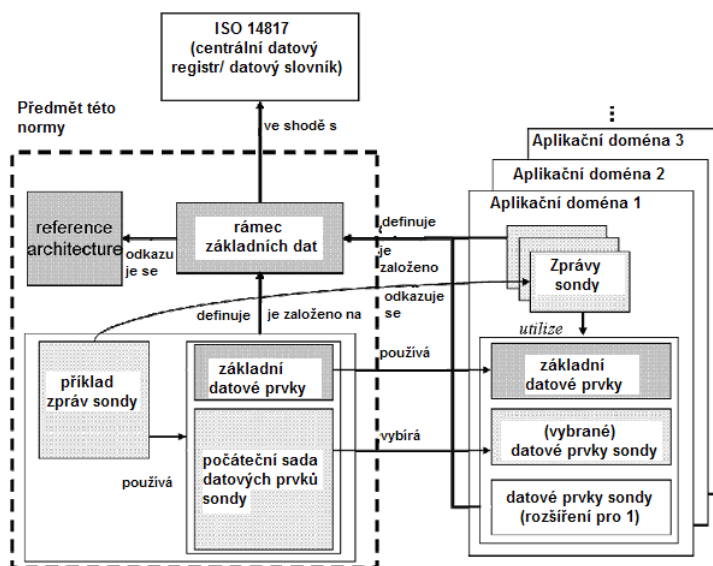 ISO 14817
(centrální datový
registr/ datový slovník)
Předmět této
normy
ve shodě s
⋮
Aplikační doména 3
Aplikační doména 2
Aplikační doména 1
reference
architecture
odkazu
je se
rámec
základních dat
definuje
je
založeno
Zprávy
sondy
odkazuje
se
definuje
je založeno na
utilize
příklad
zpráv sondy
základní
datové prvky
používá
základní
datové prvky
používá
počáteční sada
datových prvků
sondy
vybírá
(vybrané)
datové prvky sondy
datové prvky sondy
(rozšíření pro 1)